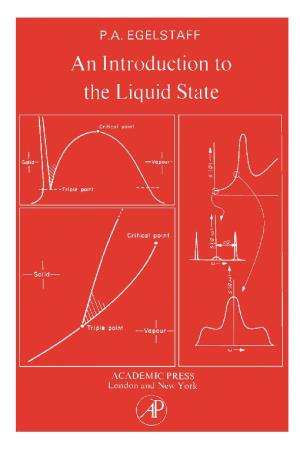 P.A. EGELSTAFF
An Introduction to
the Liquid State
Critical point
Solid
Vapour
Triple point
Critical point
Solid
Triple point
Vapour
ACADEMIC PRESS
London and New York
AP